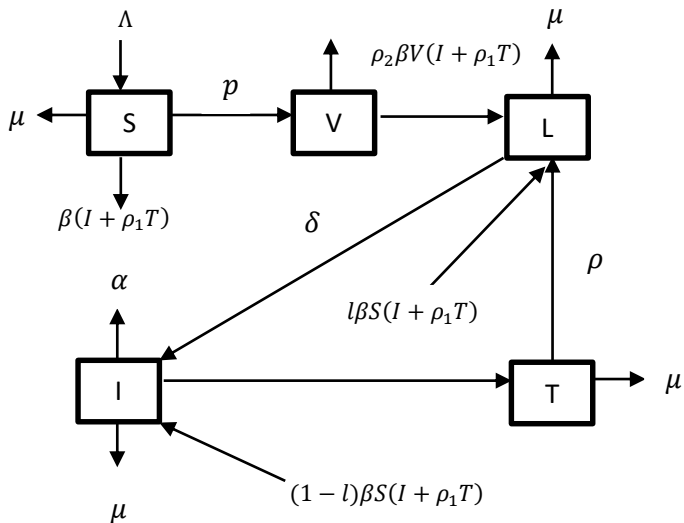 Λ
μ
ρ₂βV(I + ρ₁T)
μ
S
p
V
L
β(I + ρ₁T)
δ
ρ
α
lβS(I + ρ₁T)
I
T
μ
μ
(1 − l)βS(I + ρ₁T)